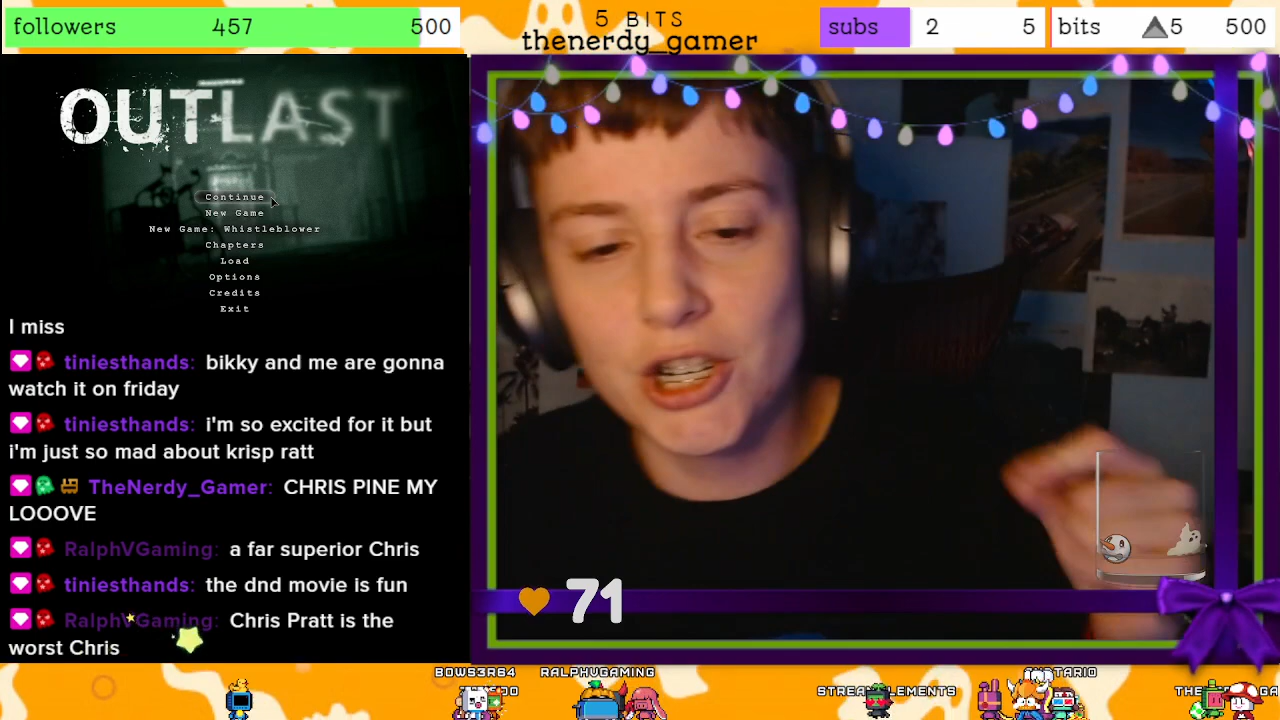 followers 457 500
5 BITS
thenerdy_gamer
subs 2 5
bits 5 500
OUTLAST
Continue
New Game
New Game: Whistleblower
Chapters
Load
Options
Credits
Exit
I miss
tiniesthands: bikky and me are gonna
watch it on friday
tiniesthands: i'm so excited for it but
i'm just so mad about krisp ratt
TheNerdy_Gamer: CHRIS PINE MY
LOOOVE
RalphVGaming: a far superior Chris
tiniesthands: the dnd movie is fun
RalphVGaming: Chris Pratt is the
worst Chris
71
BOWS3R64
RALPHVGAMING